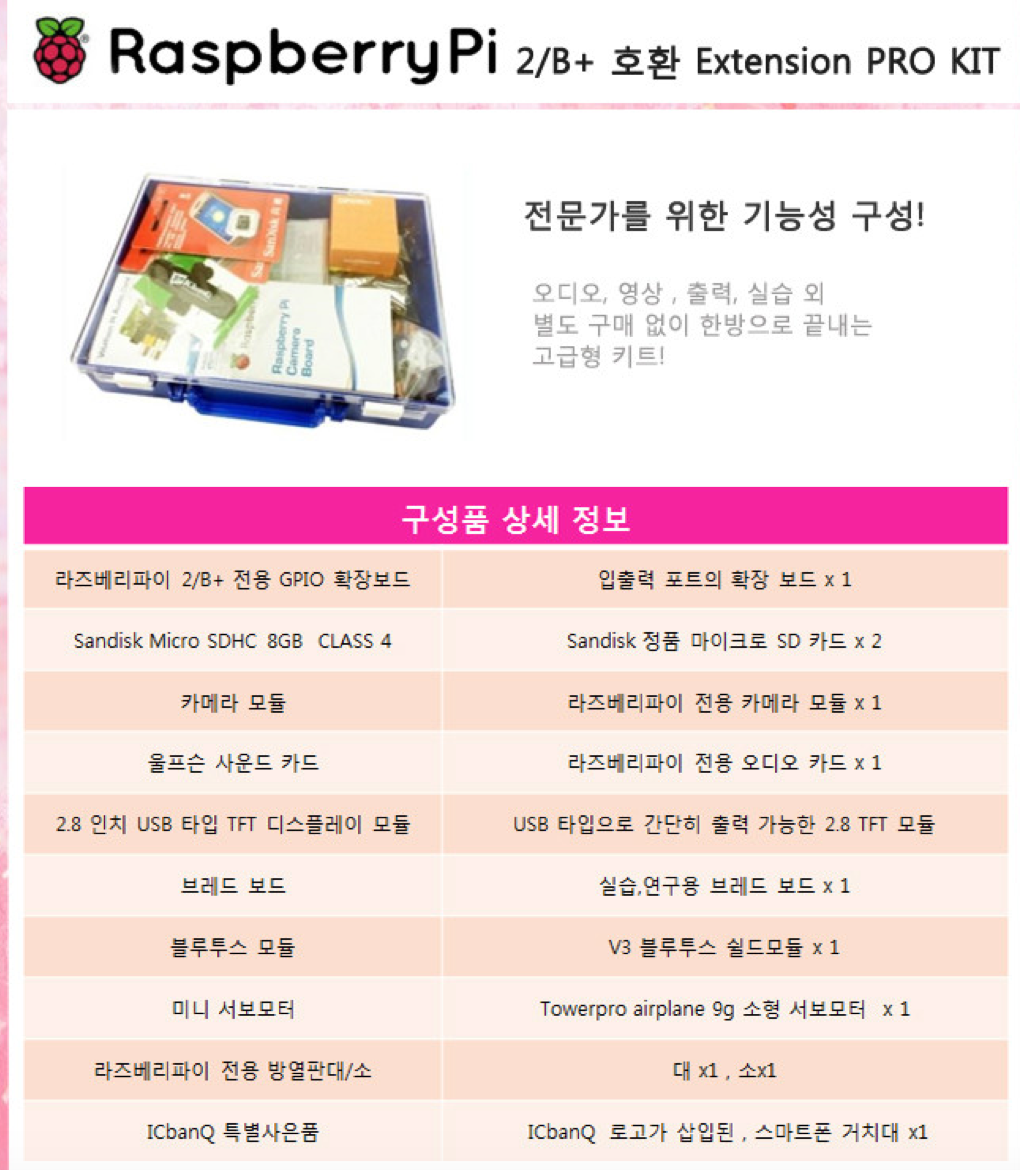 RaspberryPi 2/B+ 호환 Extension PRO KIT
전문가를 위한 기능성 구성!
오디오, 영상 , 출력, 실습 외
별도 구매 없이 한방으로 끝내는
고급형 키트!
SanDisk
Raspberry Pi
Raspberry Pi
Camera
Board
구성품 상세 정보
라즈베리파이 2/B+ 전용 GPIO 확장보드 입출력 포트의 확장 보드 x 1
Sandisk Micro SDHC 8GB CLASS 4 Sandisk 정품 마이크로 SD 카드 x 2
카메라 모듈 라즈베리파이 전용 카메라 모듈 x 1
울프슨 사운드 카드 라즈베리파이 전용 오디오 카드 x 1
2.8 인치 USB 타입 TFT 디스플레이 모듈 USB 타입으로 간단히 출력 가능한 2.8 TFT 모듈
브레드 보드 실습,연구용 브레드 보드 x 1
블루투스 모듈 V3 블루투스 쉴드모듈 x 1
미니 서보모터 Towerpro airplane 9g 소형 서보모터 x 1
라즈베리파이 전용 방열판대/소 대 x1 , 소x1
ICbanQ 특별사은품 ICbanQ 로고가 삽입된 , 스마트폰 거치대 x1